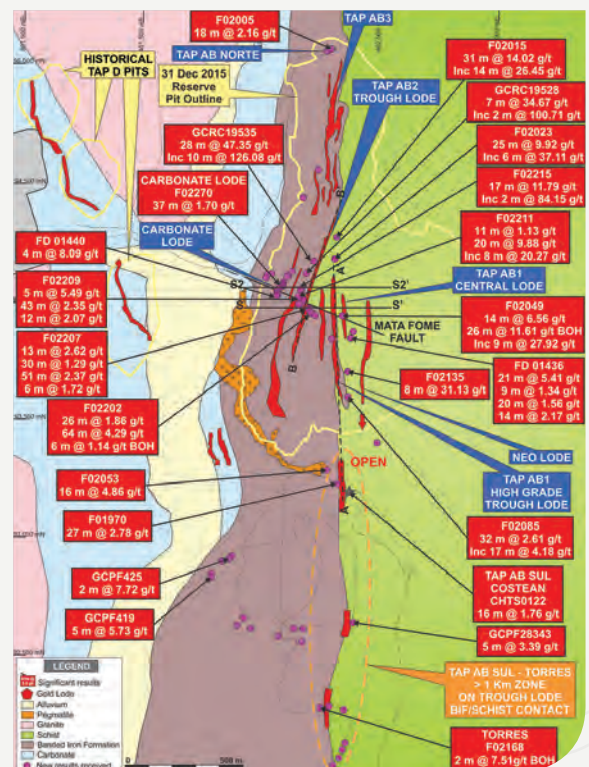 F02005
18 m @ 2.16 g/t
TAP AB NORTE
TAP AB3
HISTORICAL
TAP D PITS
31 Dec 2015
Reserve
Pit Outline
TAP AB2
TROUGH LODE
F02015
31 m @ 14.02 g/t
Inc 14 m @ 26.45 g/t
GCRC19528
7 m @ 34.67 g/t
Inc 2 m @ 100.71 g/t
GCRC19535
28 m @ 47.35 g/t
Inc 10 m @ 126.08 g/t
F02023
25 m @ 9.92 g/t
Inc 6 m @ 37.11 g/t
CARBONATE LODE
F02270
37 m @ 1.70 g/t
F02215
17 m @ 11.79 g/t
Inc 2 m @ 84.15 g/t
F02211
11 m @ 1.13 g/t
20 m @ 9.88 g/t
Inc 8 m @ 20.27 g/t
FD 01440
4 m @ 8.09 g/t
CARBONATE
LODE
B
A
S2
S2'
S
S'
TAP AB1
CENTRAL LODE
MATA FOME
FAULT
F02209
5 m @ 5.49 g/t
43 m @ 2.35 g/t
12 m @ 2.07 g/t
F02049
14 m @ 6.56 g/t
26 m @ 11.61 g/t BOH
Inc 9 m @ 27.92 g/t
F02207
13 m @ 2.62 g/t
30 m @ 1.29 g/t
51 m @ 2.37 g/t
6 m @ 1.72 g/t
B
F02135
8 m @ 31.13 g/t
FD 01436
21 m @ 5.41 g/t
9 m @ 1.34 g/t
20 m @ 1.56 g/t
14 m @ 2.17 g/t
F02202
26 m @ 1.86 g/t
64 m @ 4.29 g/t
6 m @ 1.14 g/t BOH
OPEN
NEO LODE
TAP AB1
HIGH GRADE
TROUGH LODE
F02053
16 m @ 4.86 g/t
A
F01970
27 m @ 2.78 g/t
F02085
32 m @ 2.61 g/t
Inc 17 m @ 4.18 g/t
GCPF425
2 m @ 7.72 g/t
TAP AB SUL
COSTEAN
CHTS0122
16 m @ 1.76 g/t
GCPF419
5 m @ 5.73 g/t
GCPF28343
5 m @ 3.39 g/t
TAP AB SUL - TORRES
> 1 Km ZONE
ON TROUGH LODE
BIF/SCHIST CONTACT
TORRES
F02168
2 m @ 7.51g/t BOH
LEGEND
Significant results
Gold Lode
Alluvium
Pegmatite
Granite
Schist
Banded Iron Formation
Carbonate
New results received
0
500 m